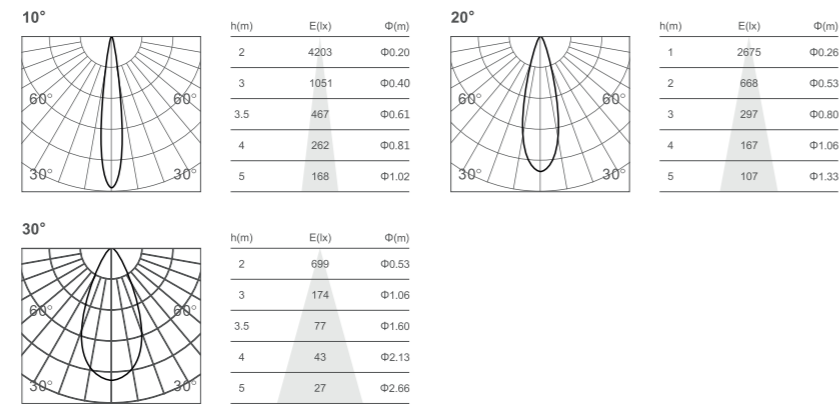 10°
60° 60°
30° 30°
h(m) E(lx) Φ(m)
2 4203 Φ0.20
3 1051 Φ0.40
3.5 467 Φ0.61
4 262 Φ0.81
5 168 Φ1.02
20°
60° 60°
30° 30°
h(m) E(lx) Φ(m)
1 2675 Φ0.26
2 668 Φ0.53
3 297 Φ0.80
4 167 Φ1.06
5 107 Φ1.33
30°
60° 60°
30° 30°
h(m) E(lx) Φ(m)
2 699 Φ0.53
3 174 Φ1.06
3.5 77 Φ1.60
4 43 Φ2.13
5 27 Φ2.66